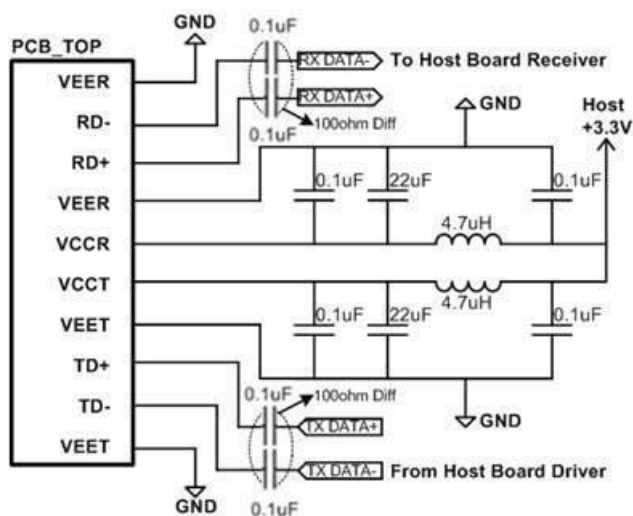 PCB_TOP
GND
0.1uF
VEER
RX DATA-
To Host Board Receiver
RD-
RX DATA+
GND
Host
+3.3V
0.1uF
100ohm Diff
RD+
VEER
0.1uF
22uF
0.1uF
4.7uH
VCCR
VCCT
4.7uH
0.1uF
22uF
0.1uF
VEET
TD+
0.1uF
100ohm Diff
TD-
TX DATA+
GND
VEET
TX DATA-
From Host Board Driver
GND
0.1uF